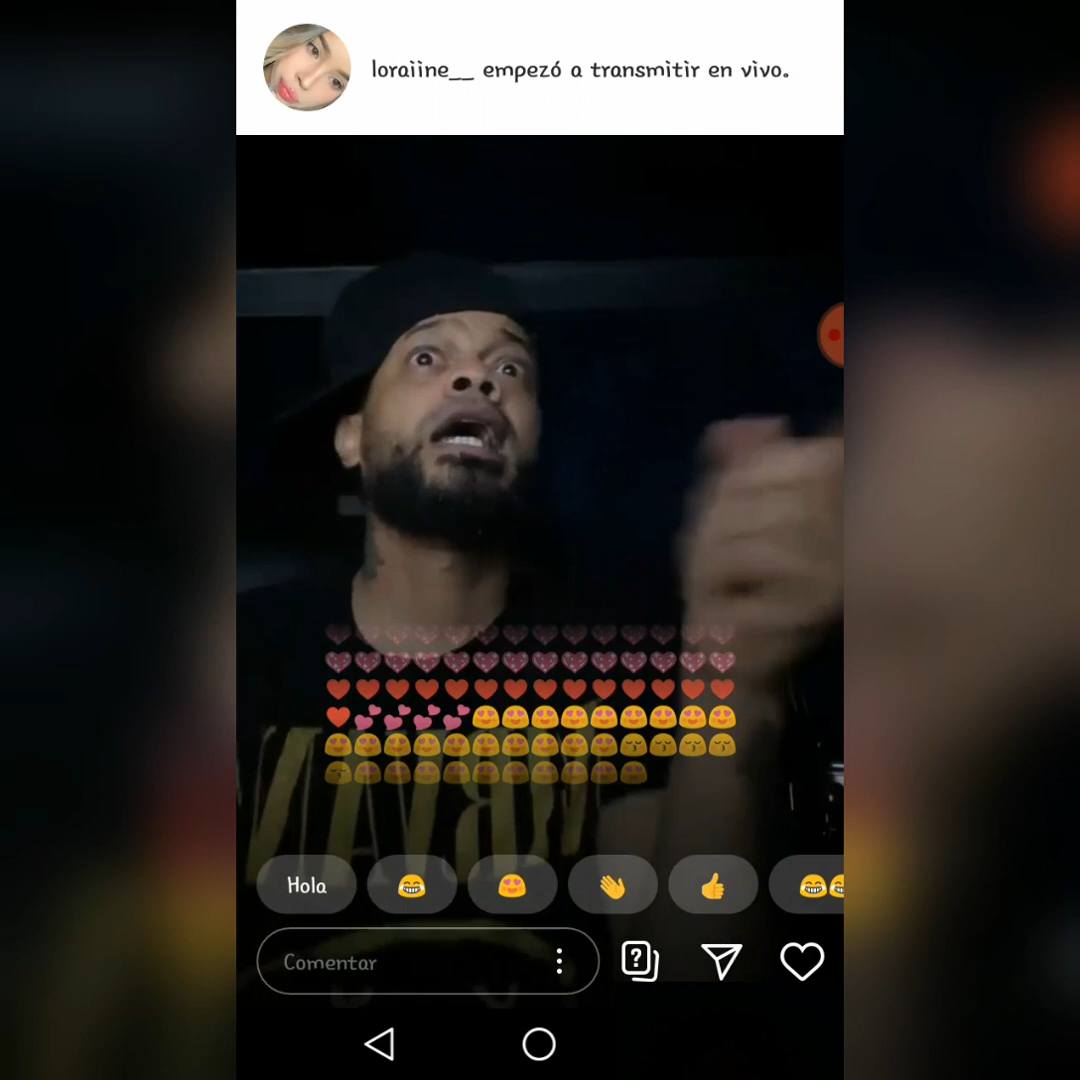 loraiine__ empezó a transmitir en vivo.
Hola
Comentar